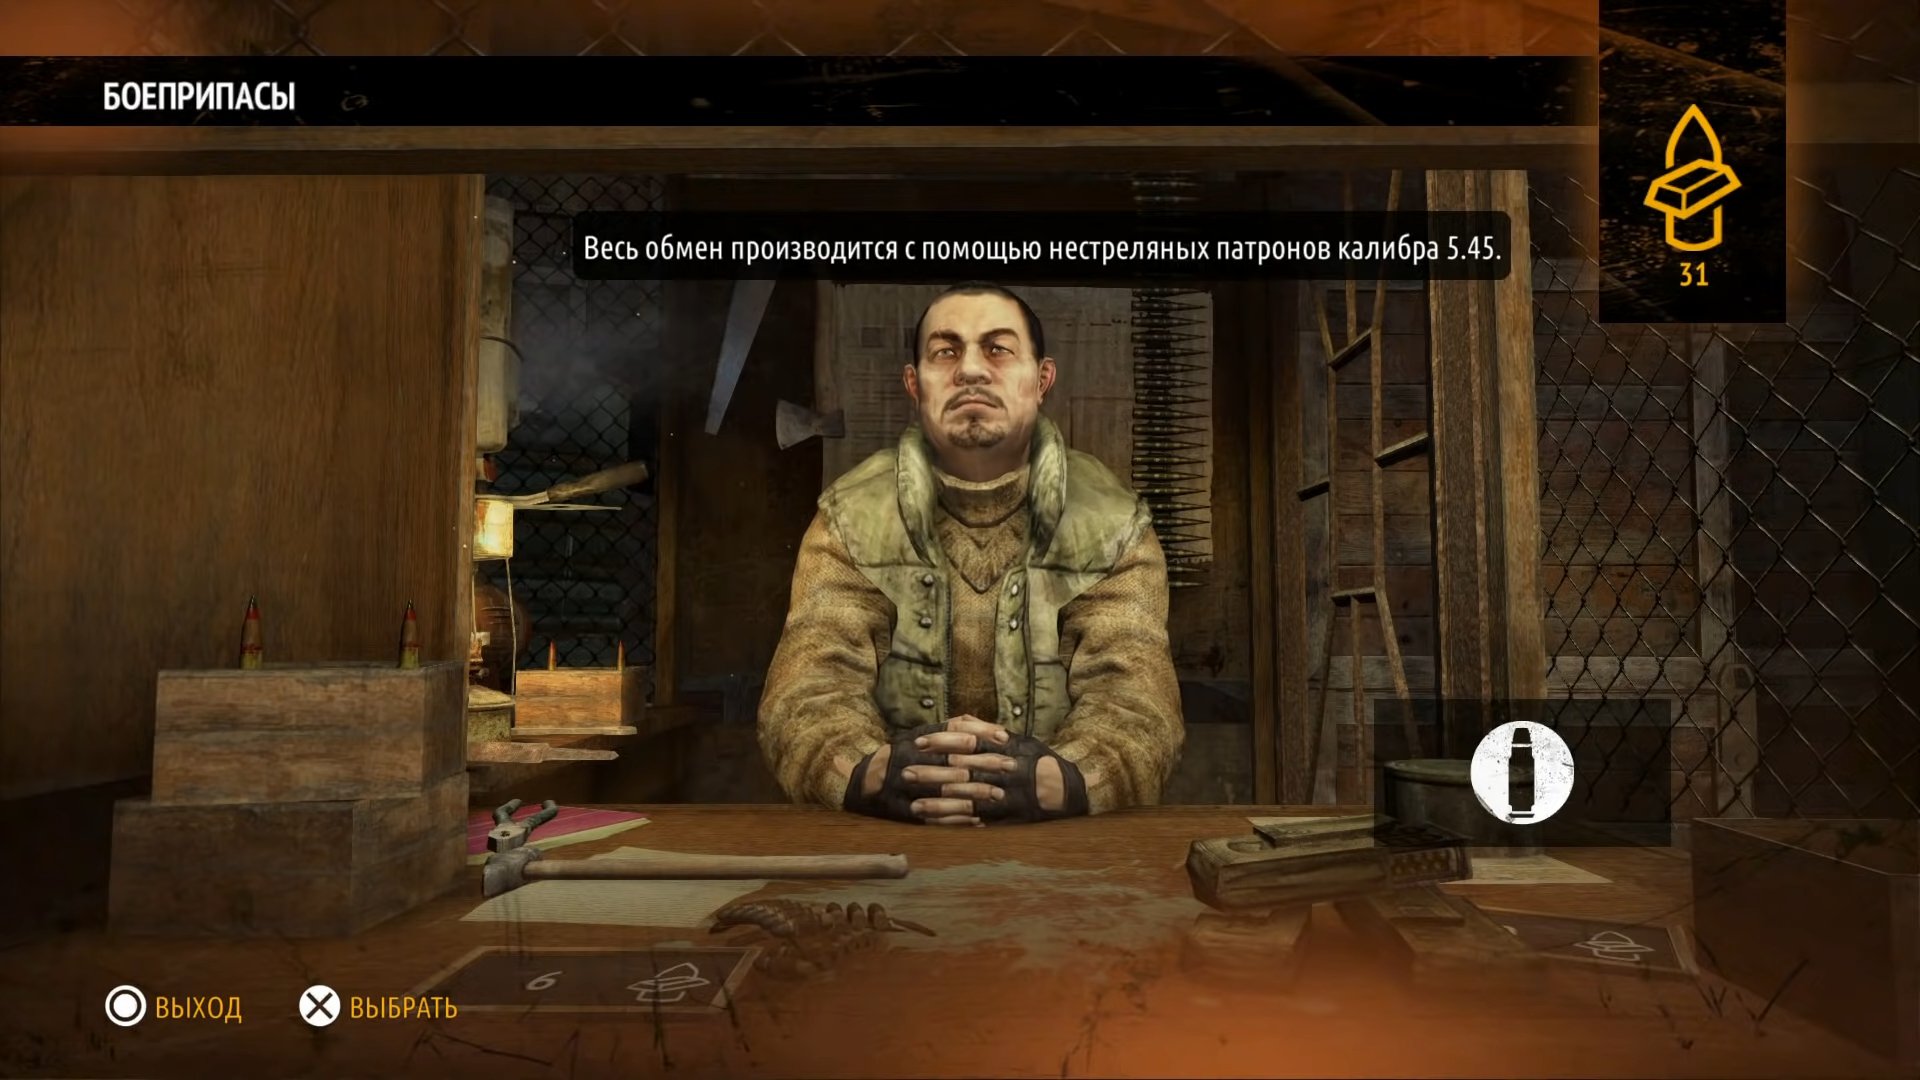 БОЕПРИПАСЫ
Весь обмен производится с помощью нестреляных патронов калибра 5.45.
31
6
ВЫХОД
ВЫБРАТЬ